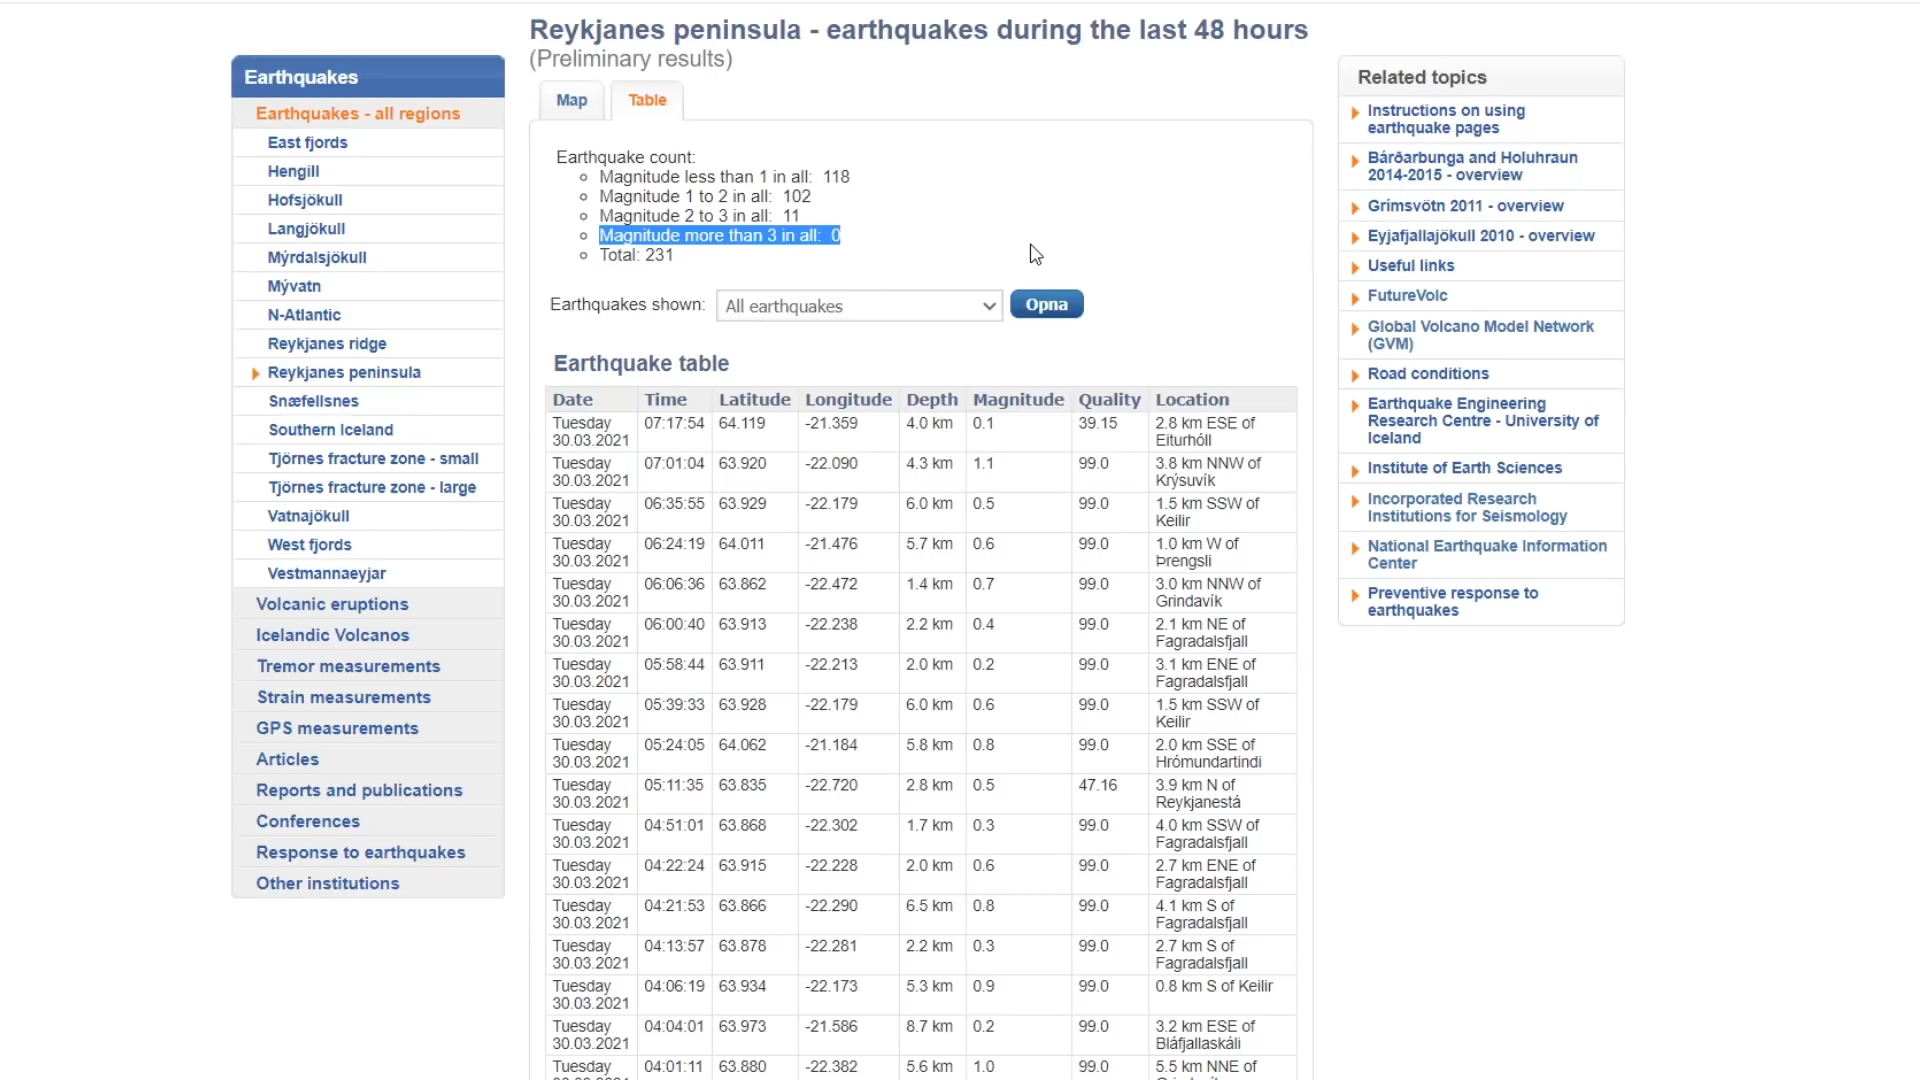 Reykjanes peninsula - earthquakes during the last 48 hours
(Preliminary results)
Earthquakes
Earthquakes - all regions
East fjords
Hengill
Hofsjökull
Langjökull
Mýrdalsjökull
Mývatn
N-Atlantic
Reykjanes ridge
Reykjanes peninsula
Snæfellsnes
Southern Iceland
Tjörnes fracture zone - small
Tjörnes fracture zone - large
Vatnajökull
West fjords
Vestmannaeyjar
Volcanic eruptions
Icelandic Volcanos
Tremor measurements
Strain measurements
GPS measurements
Articles
Reports and publications
Conferences
Response to earthquakes
Other institutions
Map Table
Earthquake count:
Magnitude less than 1 in all: 118
Magnitude 1 to 2 in all: 102
Magnitude 2 to 3 in all: 11
Magnitude more than 3 in all: 0
Total: 231
Earthquakes shown: All earthquakes Opna
Earthquake table
Date Time Latitude Longitude Depth Magnitude Quality Location
Tuesday 07:17:54 64.119 -21.359 4.0 km 0.1 39.15 2.8 km ESE of
30.03.2021 Eiturhóll
Tuesday 07:01:04 63.920 -22.090 4.3 km 1.1 99.0 3.8 km NNW of
30.03.2021 Krýsuvík
Tuesday 06:35:55 63.929 -22.179 6.0 km 0.5 99.0 1.5 km SSW of
30.03.2021 Keilir
Tuesday 06:24:19 64.011 -21.476 5.7 km 0.6 99.0 1.0 km W of
30.03.2021 Þrengsli
Tuesday 06:06:36 63.862 -22.472 1.4 km 0.7 99.0 3.0 km NNW of
30.03.2021 Grindavík
Tuesday 06:00:40 63.913 -22.238 2.2 km 0.4 99.0 2.1 km NE of
30.03.2021 Fagradalsfjall
Tuesday 05:58:44 63.911 -22.213 2.0 km 0.2 99.0 3.1 km ENE of
30.03.2021 Fagradalsfjall
Tuesday 05:39:33 63.928 -22.179 6.0 km 0.6 99.0 1.5 km SSW of
30.03.2021 Keilir
Tuesday 05:24:05 64.062 -21.184 5.8 km 0.8 99.0 2.0 km SSE of
30.03.2021 Hrómundartindi
Tuesday 05:11:35 63.835 -22.720 2.8 km 0.5 47.16 3.9 km N of
30.03.2021 Reykjanestá
Tuesday 04:51:01 63.868 -22.302 1.7 km 0.3 99.0 4.0 km SSW of
30.03.2021 Fagradalsfjall
Tuesday 04:22:24 63.915 -22.228 2.0 km 0.6 99.0 2.7 km ENE of
30.03.2021 Fagradalsfjall
Tuesday 04:21:53 63.866 -22.290 6.5 km 0.8 99.0 4.1 km S of
30.03.2021 Fagradalsfjall
Tuesday 04:13:57 63.878 -22.281 2.2 km 0.3 99.0 2.7 km S of
30.03.2021 Fagradalsfjall
Tuesday 04:06:19 63.934 -22.173 5.3 km 0.9 99.0 0.8 km S of Keilir
30.03.2021
Tuesday 04:04:01 63.973 -21.586 8.7 km 0.2 99.0 3.2 km ESE of
30.03.2021 Bláfjallaskáli
Tuesday 04:01:11 63.880 -22.382 5.6 km 1.0 99.0 5.5 km NNE of
Related topics
Instructions on using
earthquake pages
Bárðarbunga and Holuhraun
2014-2015 - overview
Grímsvötn 2011 - overview
Eyjafjallajökull 2010 - overview
Useful links
FutureVolc
Global Volcano Model Network
(GVM)
Road conditions
Earthquake Engineering
Research Centre - University of
Iceland
Institute of Earth Sciences
Incorporated Research
Institutions for Seismology
National Earthquake Information
Center
Preventive response to
earthquakes